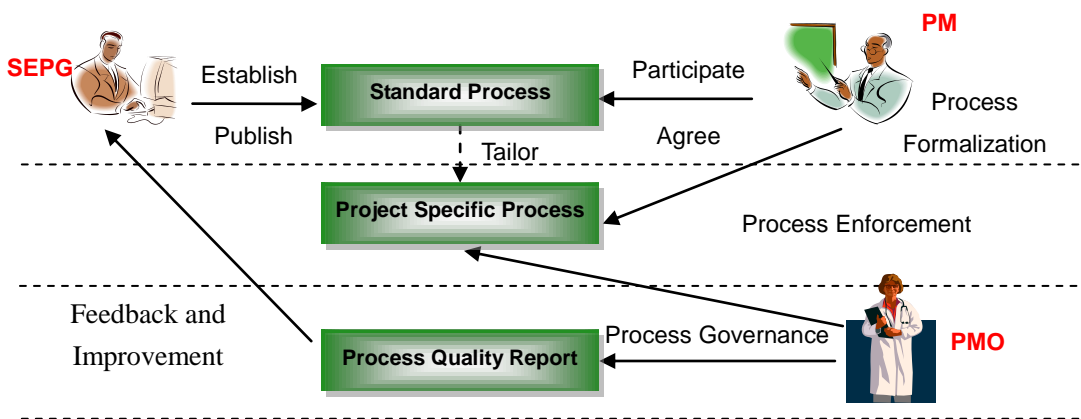 PM
SEPG
Establish
Publish
Standard Process
Participate
Agree
Process
Formalization
Tailor
Project Specific Process
Process Enforcement
Feedback and
Improvement
Process Quality Report
Process Governance
PMO